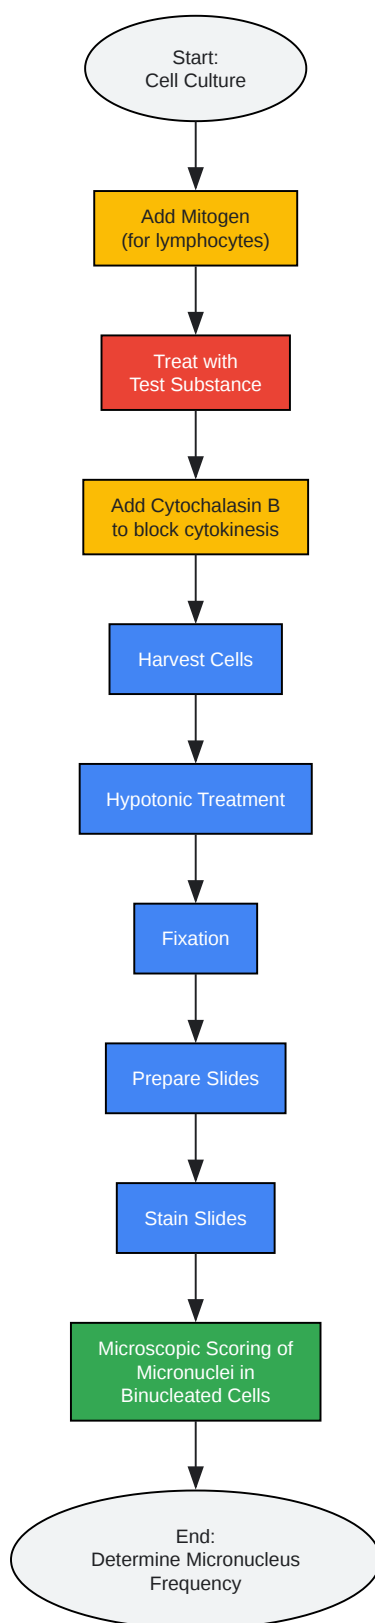 Start:
Cell Culture
Add Mitogen
(for lymphocytes)
Treat with
Test Substance
Add Cytochalasin B
to block cytokinesis
Harvest Cells
Hypotonic Treatment
Fixation
Prepare Slides
Stain Slides
Microscopic Scoring of
Micronuclei in
Binucleated Cells
End:
Determine Micronucleus
Frequency